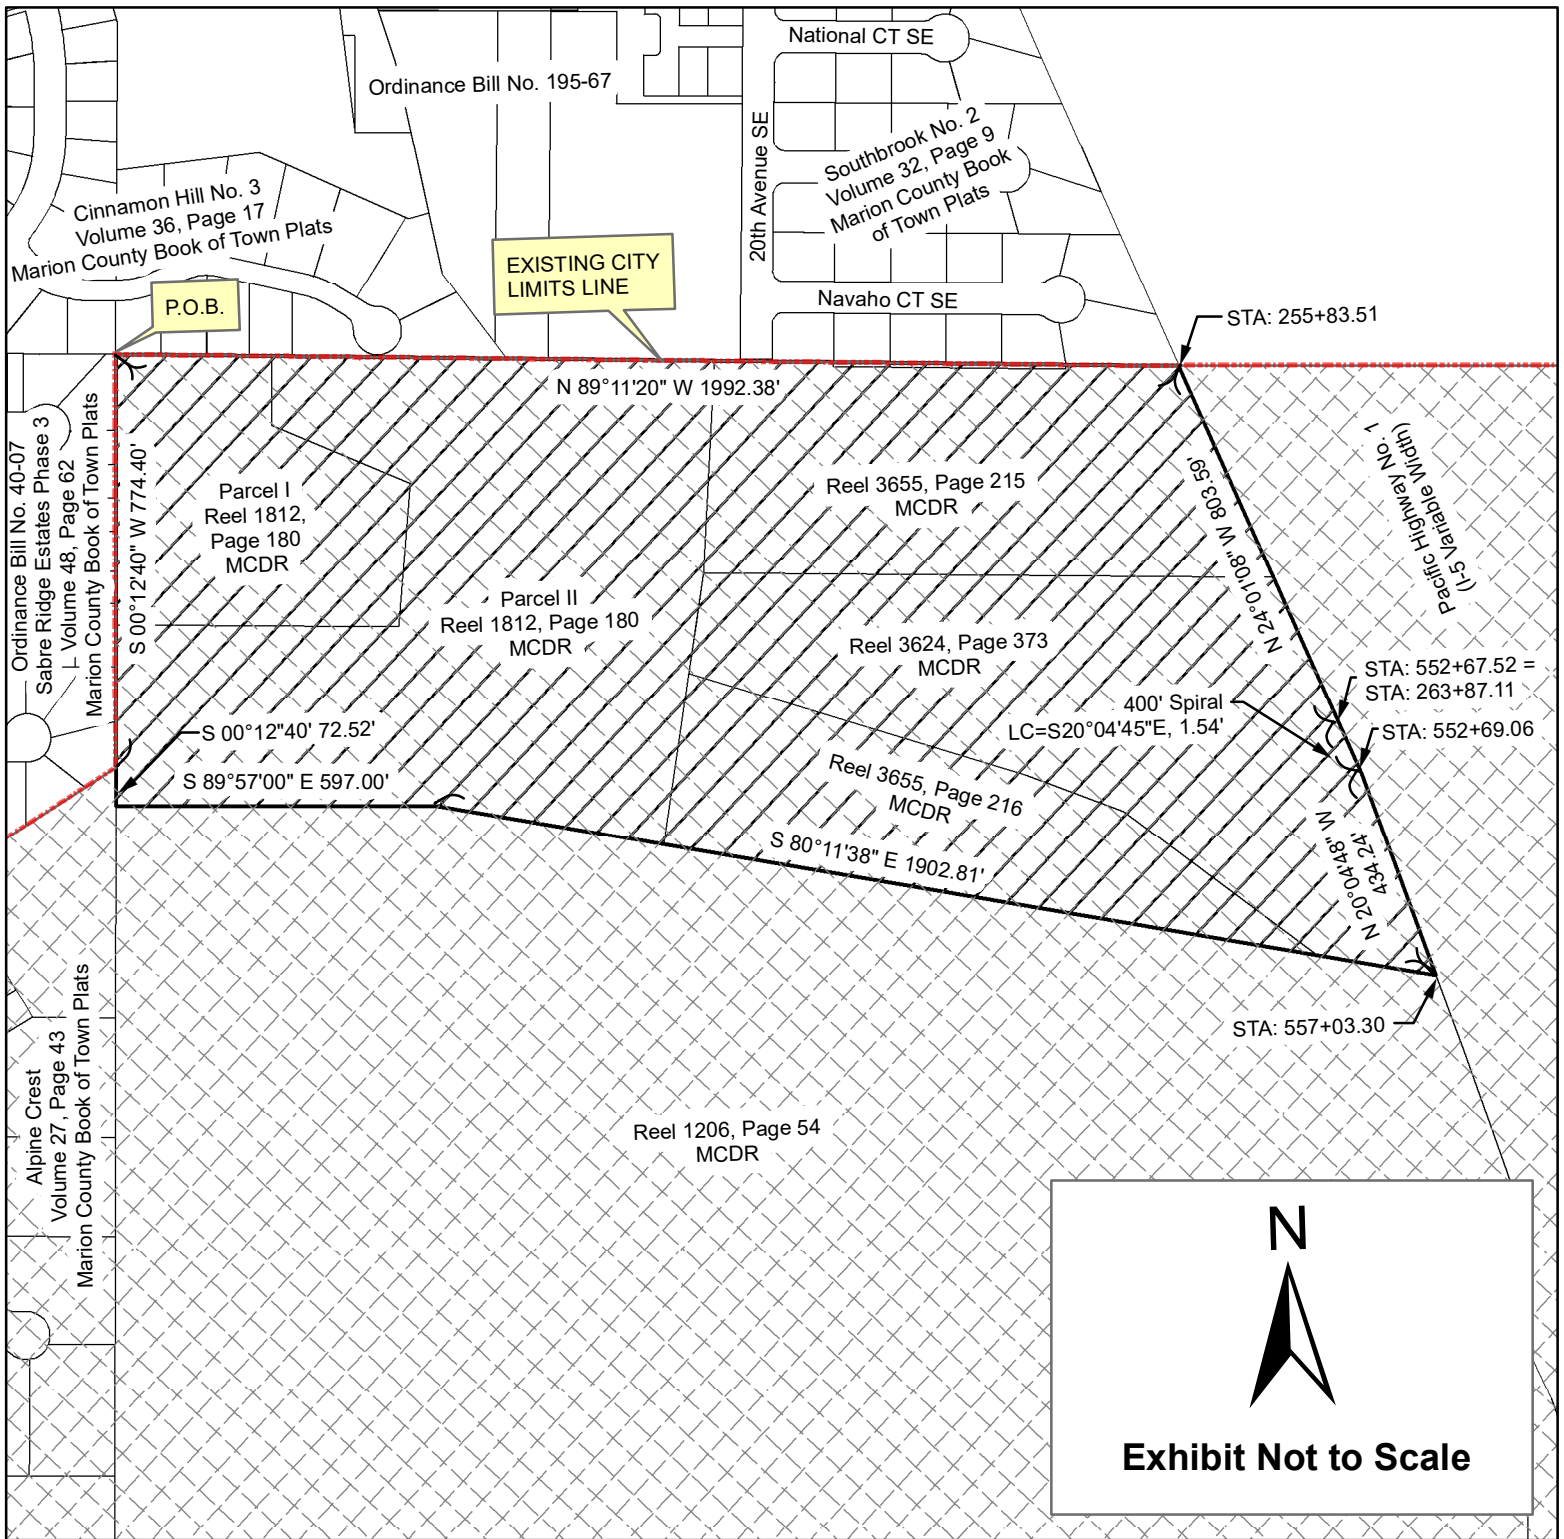 National CT SE
Ordinance Bill No. 195-67
20th Avenue SE
Southbrook No. 2
Volume 32, Page 9
Marion County Book
of Town Plats
Cinnamon Hill No. 3
Volume 36, Page 17
Marion County Book of Town Plats
EXISTING CITY
LIMITS LINE
P.O.B.
Navaho CT SE
STA: 255+83.51
N 89°11'20" W 1992.38'
Ordinance Bill No. 40-07
Sabre Ridge Estates Phase 3
Volume 48, Page 62
Marion County Book of Town Plats
S 00°12'40" W 774.40'
Parcel I
Reel 1812,
Page 180
MCDR
Reel 3655, Page 215
MCDR
N 24°01'08" W 803.59'
Pacific Highway No. 1
(I-5 Variable Width)
Parcel II
Reel 1812, Page 180
MCDR
Reel 3624, Page 373
MCDR
STA: 552+67.52 =
STA: 263+87.11
400' Spiral
LC=S20°04'45"E, 1.54'
STA: 552+69.06
S 00°12"40' 72.52'
S 89°57'00" E 597.00'
Reel 3655, Page 216
MCDR
S 80°11'38" E 1902.81'
N 20°04'48" W
434.24'
STA: 557+03.30
Alpine Crest
Volume 27, Page 43
Marion County Book of Town Plats
Reel 1206, Page 54
MCDR
N
Exhibit Not to Scale